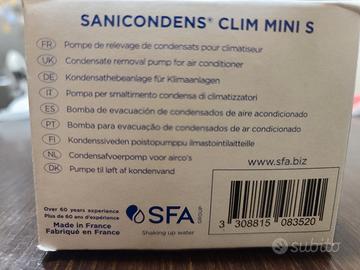 SANICONDENS® CLIM MINI S
FR Pompe de relevage de condensats pour climatiseur
UK Condensate removal pump for air conditioner
DE Kondensathebeanlage für Klimaanlagen
IT Pompa per smaltimento condensa di climatizzatori
ES Bomba de evacuación de condensados de aire acondicionado
PT Bomba para evacuação de condensados de ar condicionado
FI Kondenssiveden poistopumppu ilmastointilaitteille
NL Condensafvoerpomp voor airco's
DK Pumpe til løft af kondenvand
www.sfa.biz
Over 60 years experience
Plus de 60 ans d'expérience
Made in France
Fabriqué en France
SFA GROUP
Shaking up water
3 308815 083520
subito